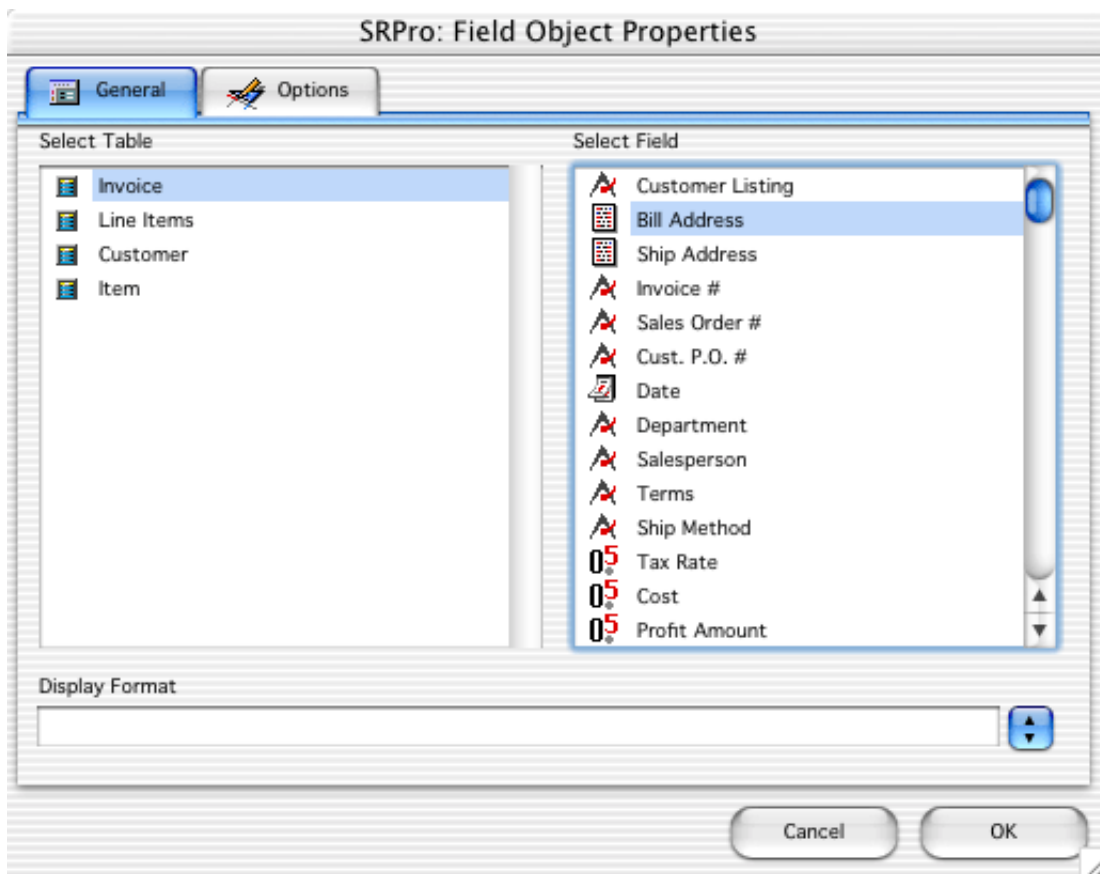 SRPro: Field Object Properties
General
Options
Select Table
Invoice
Line Items
Customer
Item
Select Field
Customer Listing
Bill Address
Ship Address
Invoice #
Sales Order #
Cust. P.O. #
Date
Department
Salesperson
Terms
Ship Method
Tax Rate
Cost
Profit Amount
Display Format
Cancel
OK